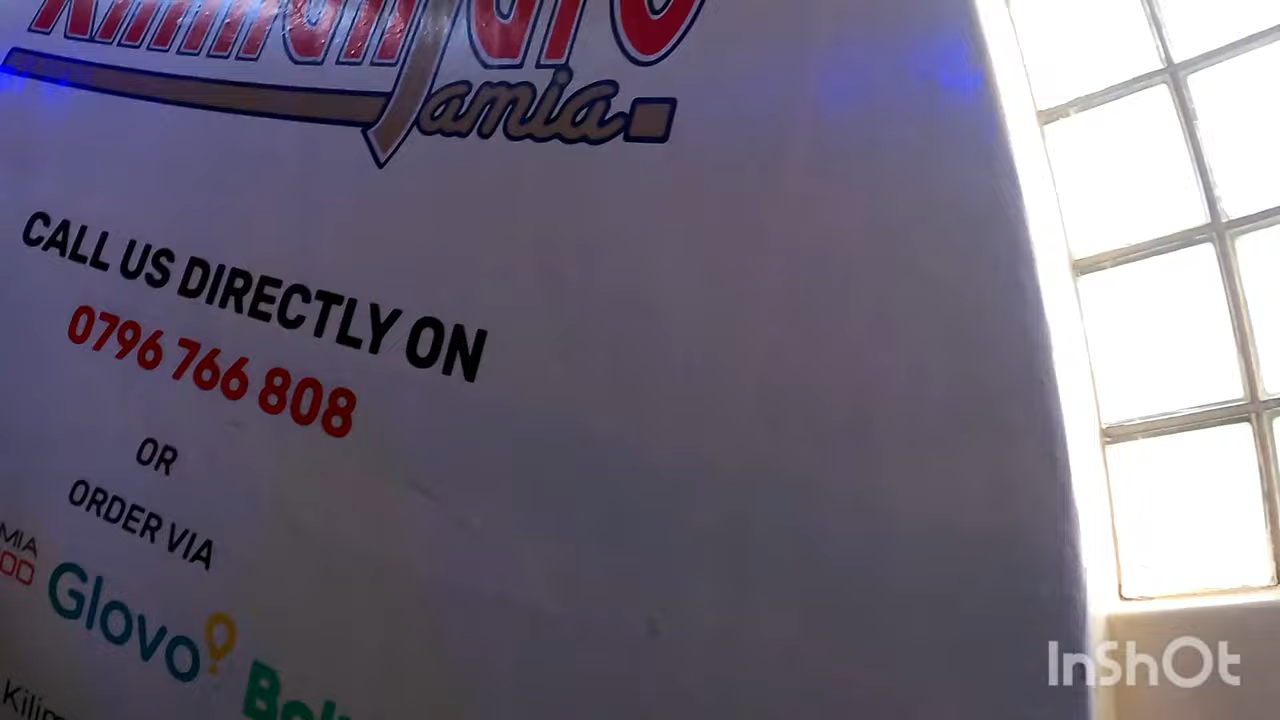 Jamia
CALL US DIRECTLY ON
0796 766 808
OR
ORDER VIA
Glovo
InShOt